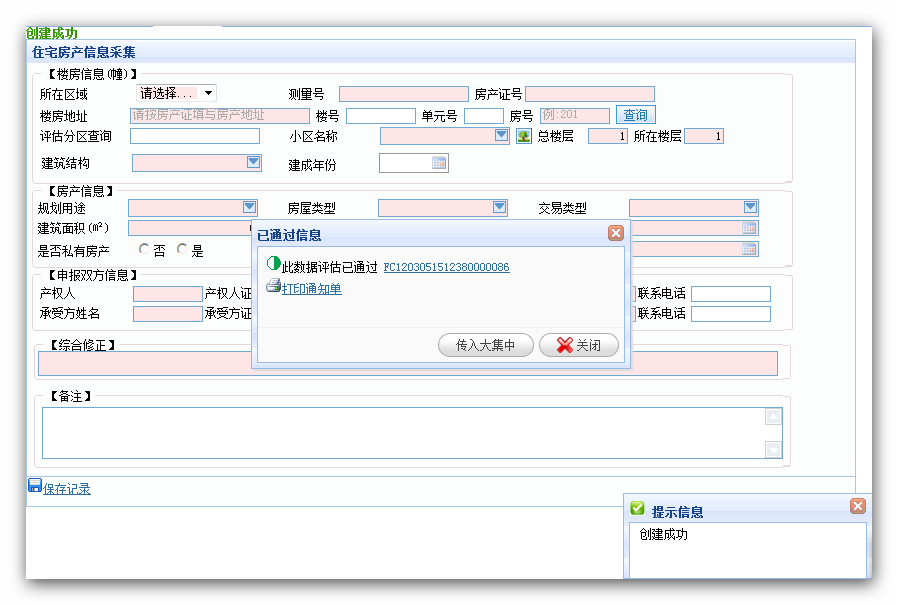 创建成功
住宅房产信息采集
【楼房信息(幢)】
所在区域 请选择... 测量号 房产证号
楼房地址 请按房产证填与房产地址 楼号 单元号 房号 例:201 查询
评估分区查询 小区名称 总楼层 1 所在楼层 1
建筑结构 建成年份
【房产信息】
规划用途 房屋类型 交易类型
建筑面积(㎡)
是否私有房产 否 是
已通过信息
此数据评估已通过 FC1203051512380000086
打印通知单
传入大集中 关闭
【申报双方信息】
产权人 产权人证 联系电话
承受方姓名 承受方证 联系电话
【综合修正】
【备注】
保存记录
提示信息
创建成功